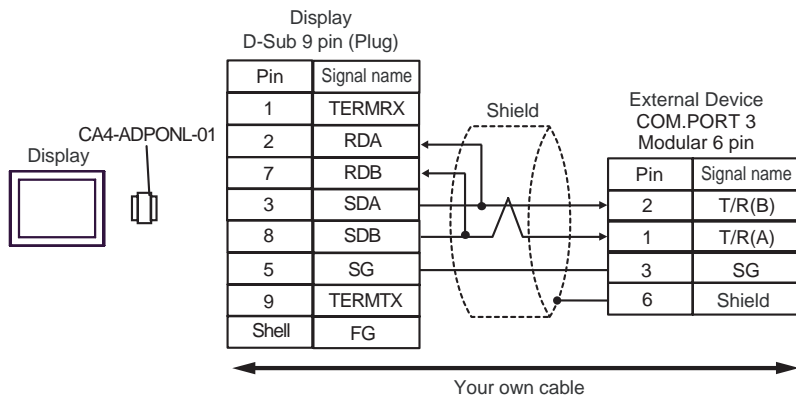 Display
D-Sub 9 pin (Plug)
Pin Signal name
1 TERMRX
2 RDA
7 RDB
3 SDA
8 SDB
5 SG
9 TERMTX
Shell FG
CA4-ADPONL-01
Display
Shield
External Device
COM.PORT 3
Modular 6 pin
Pin Signal name
2 T/R(B)
1 T/R(A)
3 SG
6 Shield
Your own cable